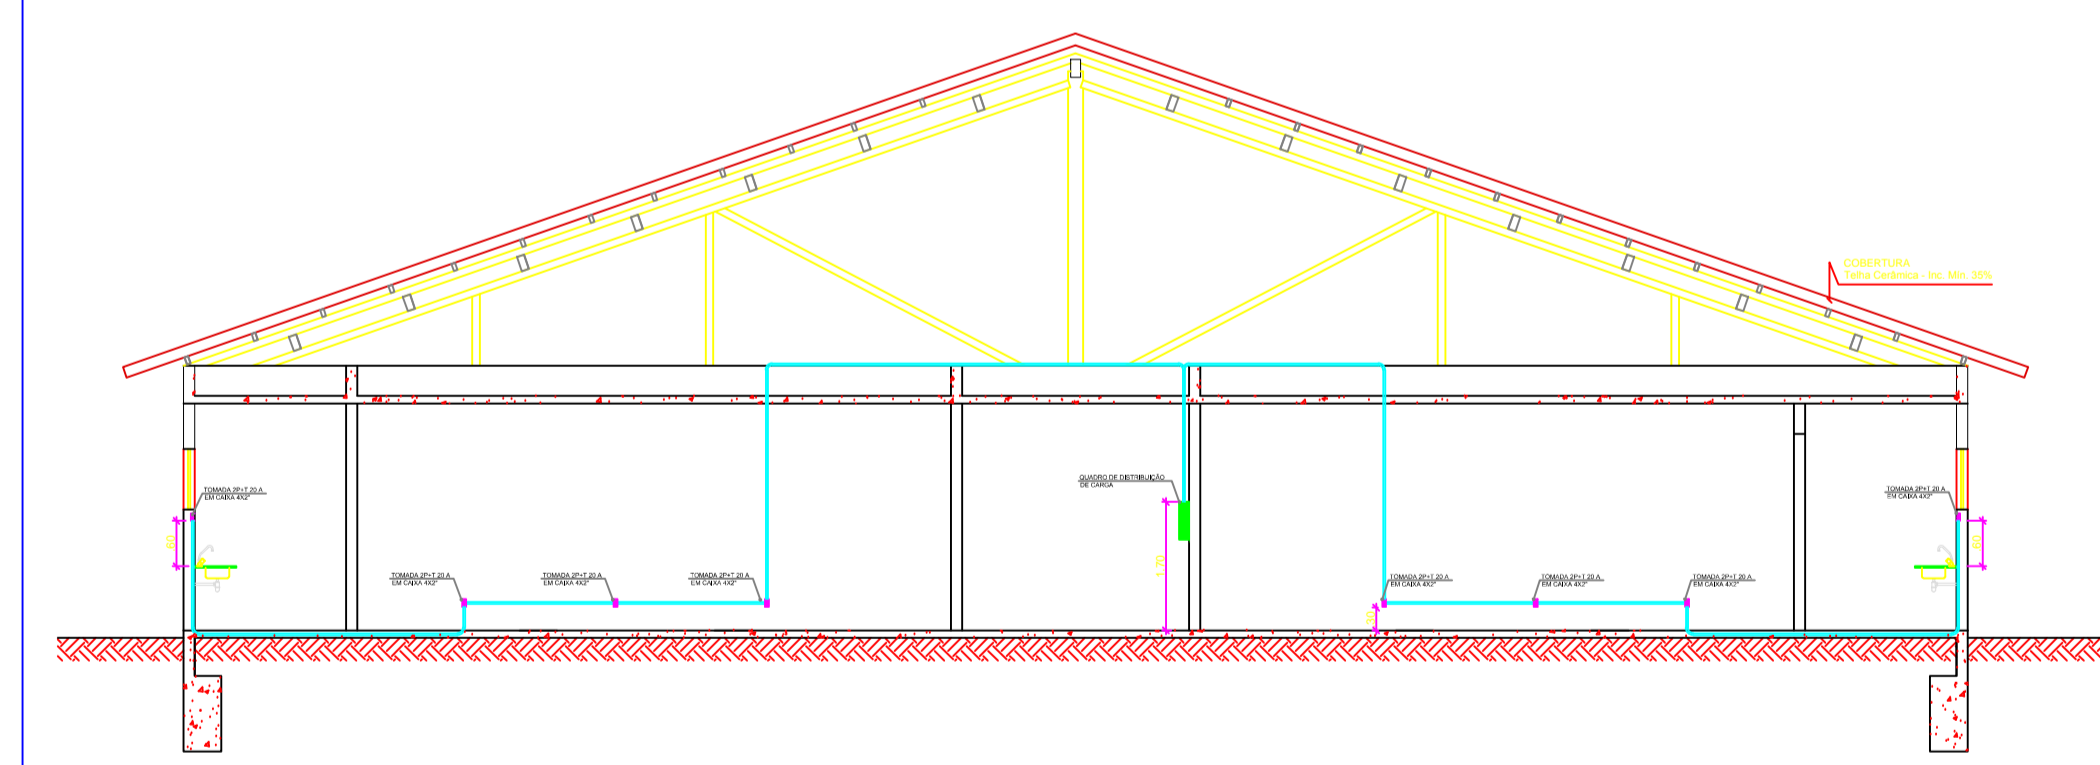 COBERTURA
Telha Cerâmica - Inc. Min. 35%
QUADRO DE DISTRIBUIÇÃO
DE CARGA
TOMADA 2P+T 20 A
EM CAIXA 4X2"
TOMADA 2P+T 20 A
EM CAIXA 4X2"
60
60
1.70
TOMADA 2P+T 20 A
EM CAIXA 4X2"
TOMADA 2P+T 20 A
EM CAIXA 4X2"
TOMADA 2P+T 20 A
EM CAIXA 4X2"
TOMADA 2P+T 20 A
EM CAIXA 4X2"
TOMADA 2P+T 20 A
EM CAIXA 4X2"
TOMADA 2P+T 20 A
EM CAIXA 4X2"
30